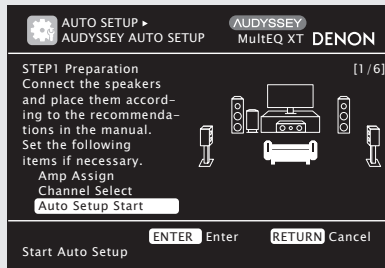 AUTO SETUP ▸
AUDYSSEY AUTO SETUP
AUDYSSEY
MultEQ XT
DENON
STEP1 Preparation
[1/6]
Connect the speakers
and place them accord-
ing to the recommenda-
tions in the manual.
Set the following
items if necessary.
Amp Assign
Channel Select
Auto Setup Start
ENTER Enter
RETURN Cancel
Start Auto Setup